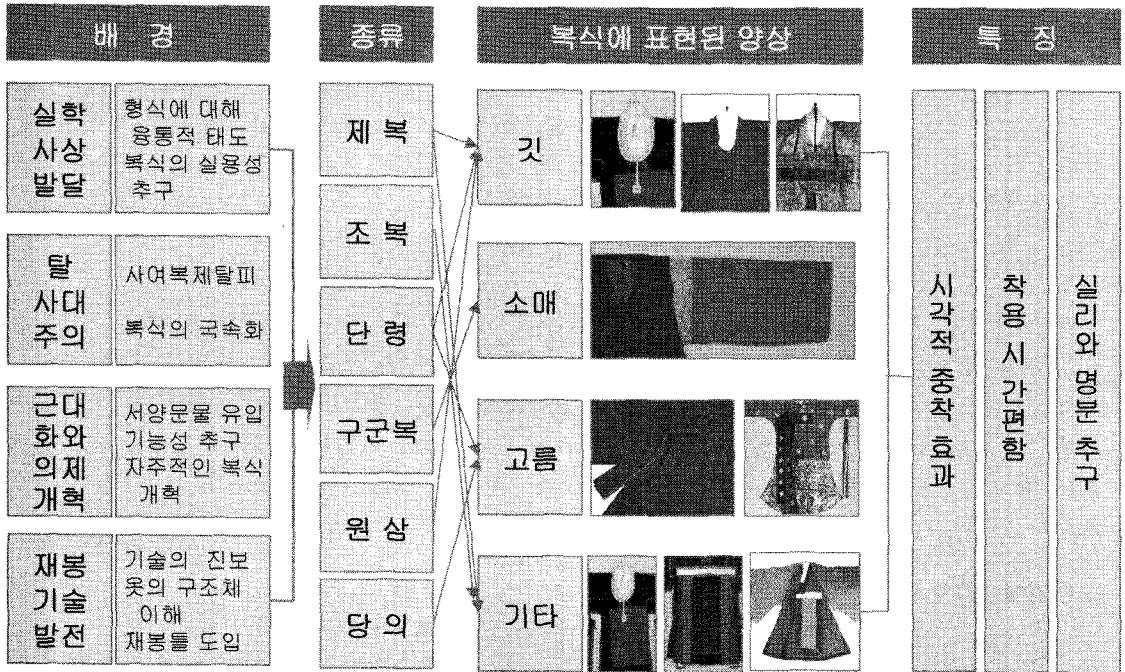 배 경
종류
복식에 표현된 양상
특 징
실학
사상
발달
형식에 대해
융통적 태도
복식의 실용성
추구
탈
사대
주의
사여복제탈피
복식의 국속화
근대
화와
의제
개혁
서양문물 유입
기능성 추구
자주적인 복식
개혁
재봉
기술
발전
기술의 진보
옷의 구조체
이해
재봉틀 도입
제 복
조 복
단 령
구군복
원 삼
당 의
깃
소매
고름
기타
시각적 중착 효과
착용 시 간편함
실리와 명분 추구